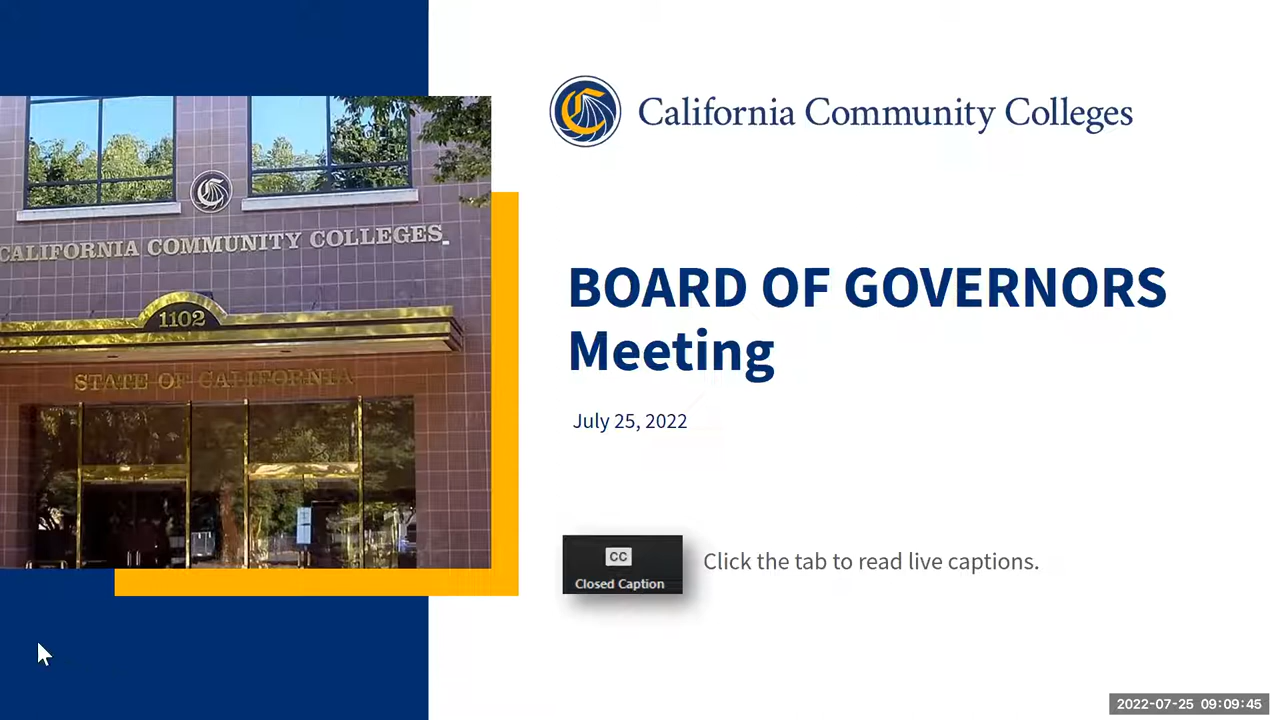 California Community Colleges
CALIFORNIA COMMUNITY COLLEGES
1102
STATE OF CALIFORNIA
BOARD OF GOVERNORS
Meeting
July 25, 2022
CC
Closed Caption
Click the tab to read live captions.
2022-07-25 09:09:45